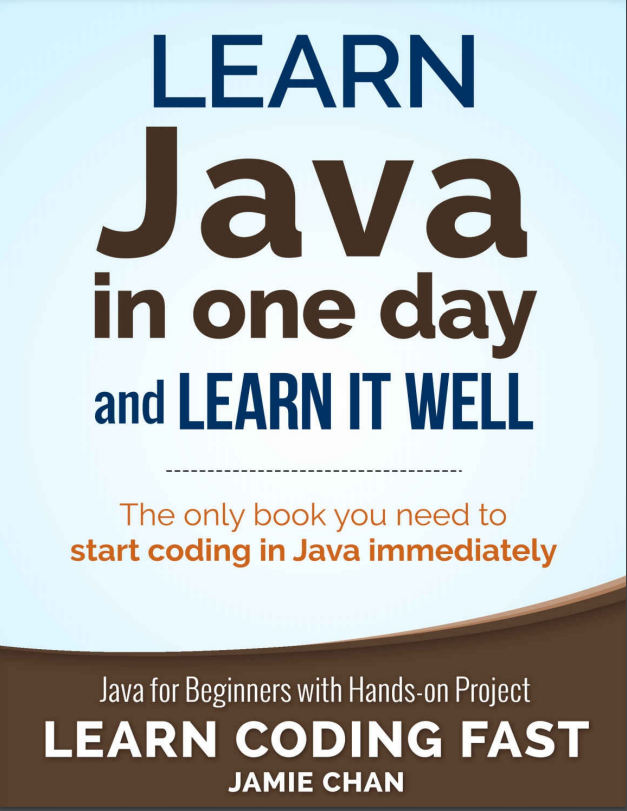 LEARN
Java
in one day
and LEARN IT WELL
The only book you need to
start coding in Java immediately
Java for Beginners with Hands-on Project
LEARN CODING FAST
JAMIE CHAN